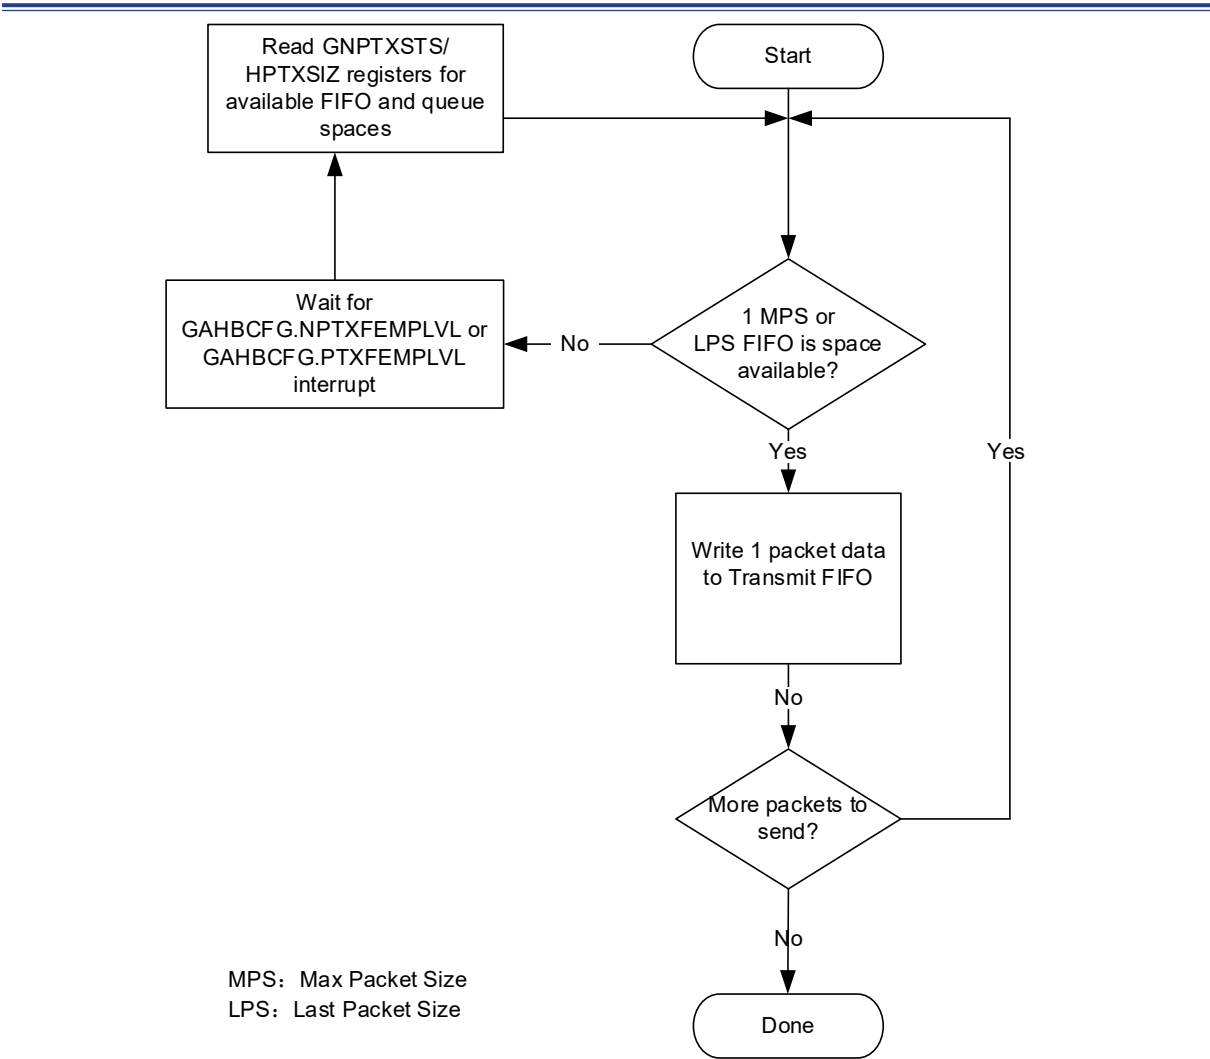 Read GNPTXSTS/
HPTXSIZ registers for
available FIFO and queue
spaces
Start
Wait for
GAHBCFG.NPTXFEMPLVL or
GAHBCFG.PTXFEMPLVL
interrupt
No
1 MPS or
LPS FIFO is space
available?
Yes
Yes
Write 1 packet data
to Transmit FIFO
No
More packets to
send?
No
MPS：Max Packet Size
LPS：Last Packet Size
Done